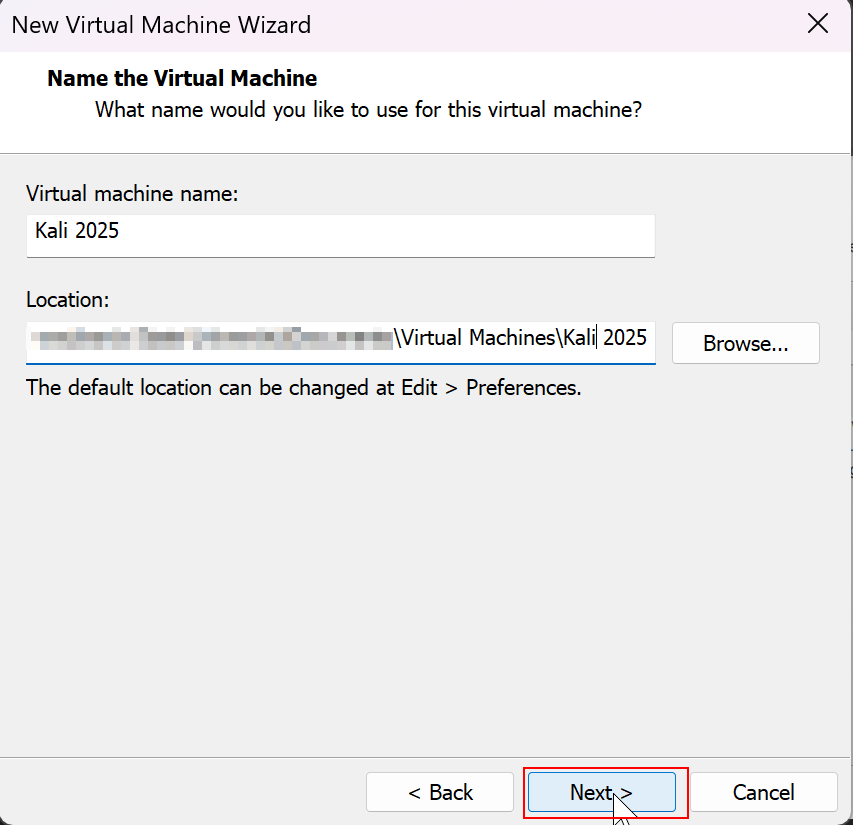 New Virtual Machine Wizard
Name the Virtual Machine
What name would you like to use for this virtual machine?
Virtual machine name:
Kali 2025
Location:
\Virtual Machines\Kali 2025
Browse...
The default location can be changed at Edit > Preferences.
< Back
Next >
Cancel